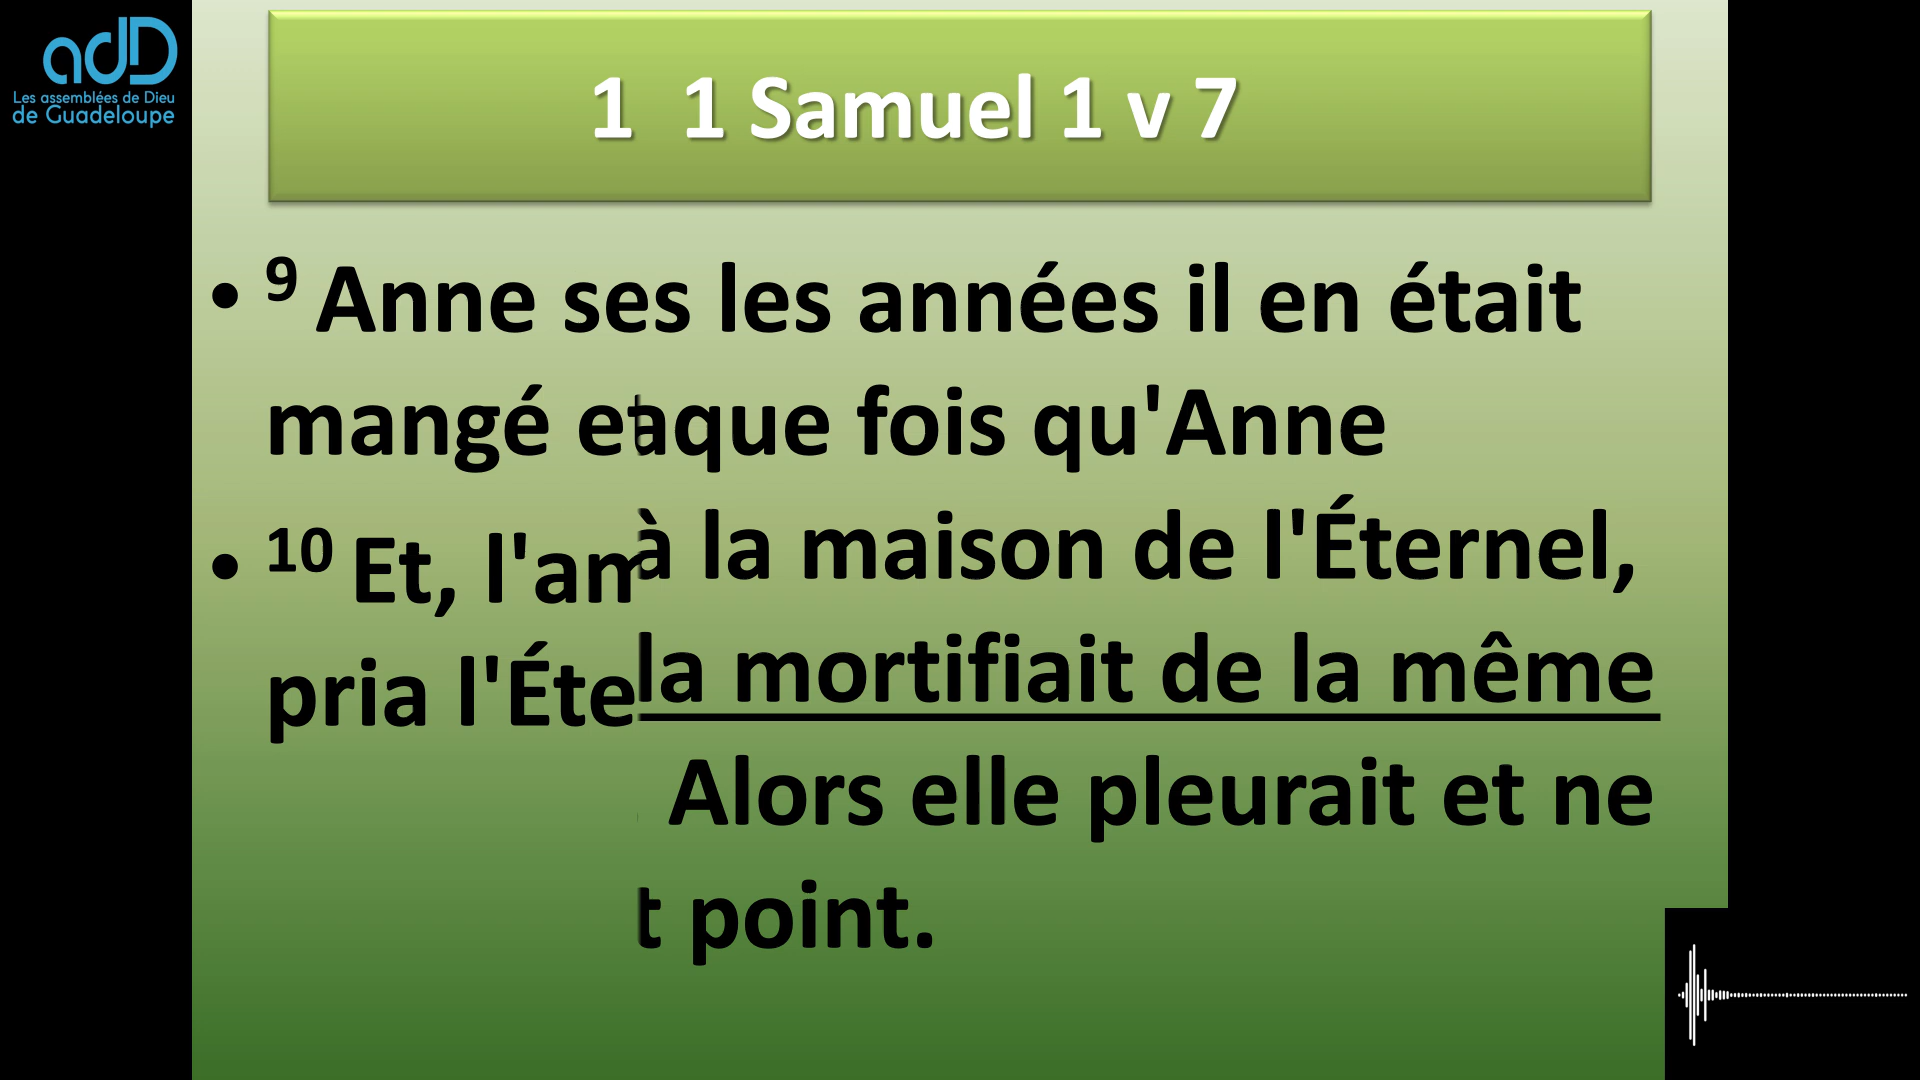 adD
Les assemblées de Dieu
de Guadeloupe
1 1 Samuel 1 v 7
• 9 Anne ses les années il en était
mangé et aque fois qu'Anne
• 10 Et, l'am à la maison de l'Éternel,
pria l'Éte la mortifiait de la même
Alors elle pleurait et ne
t point.